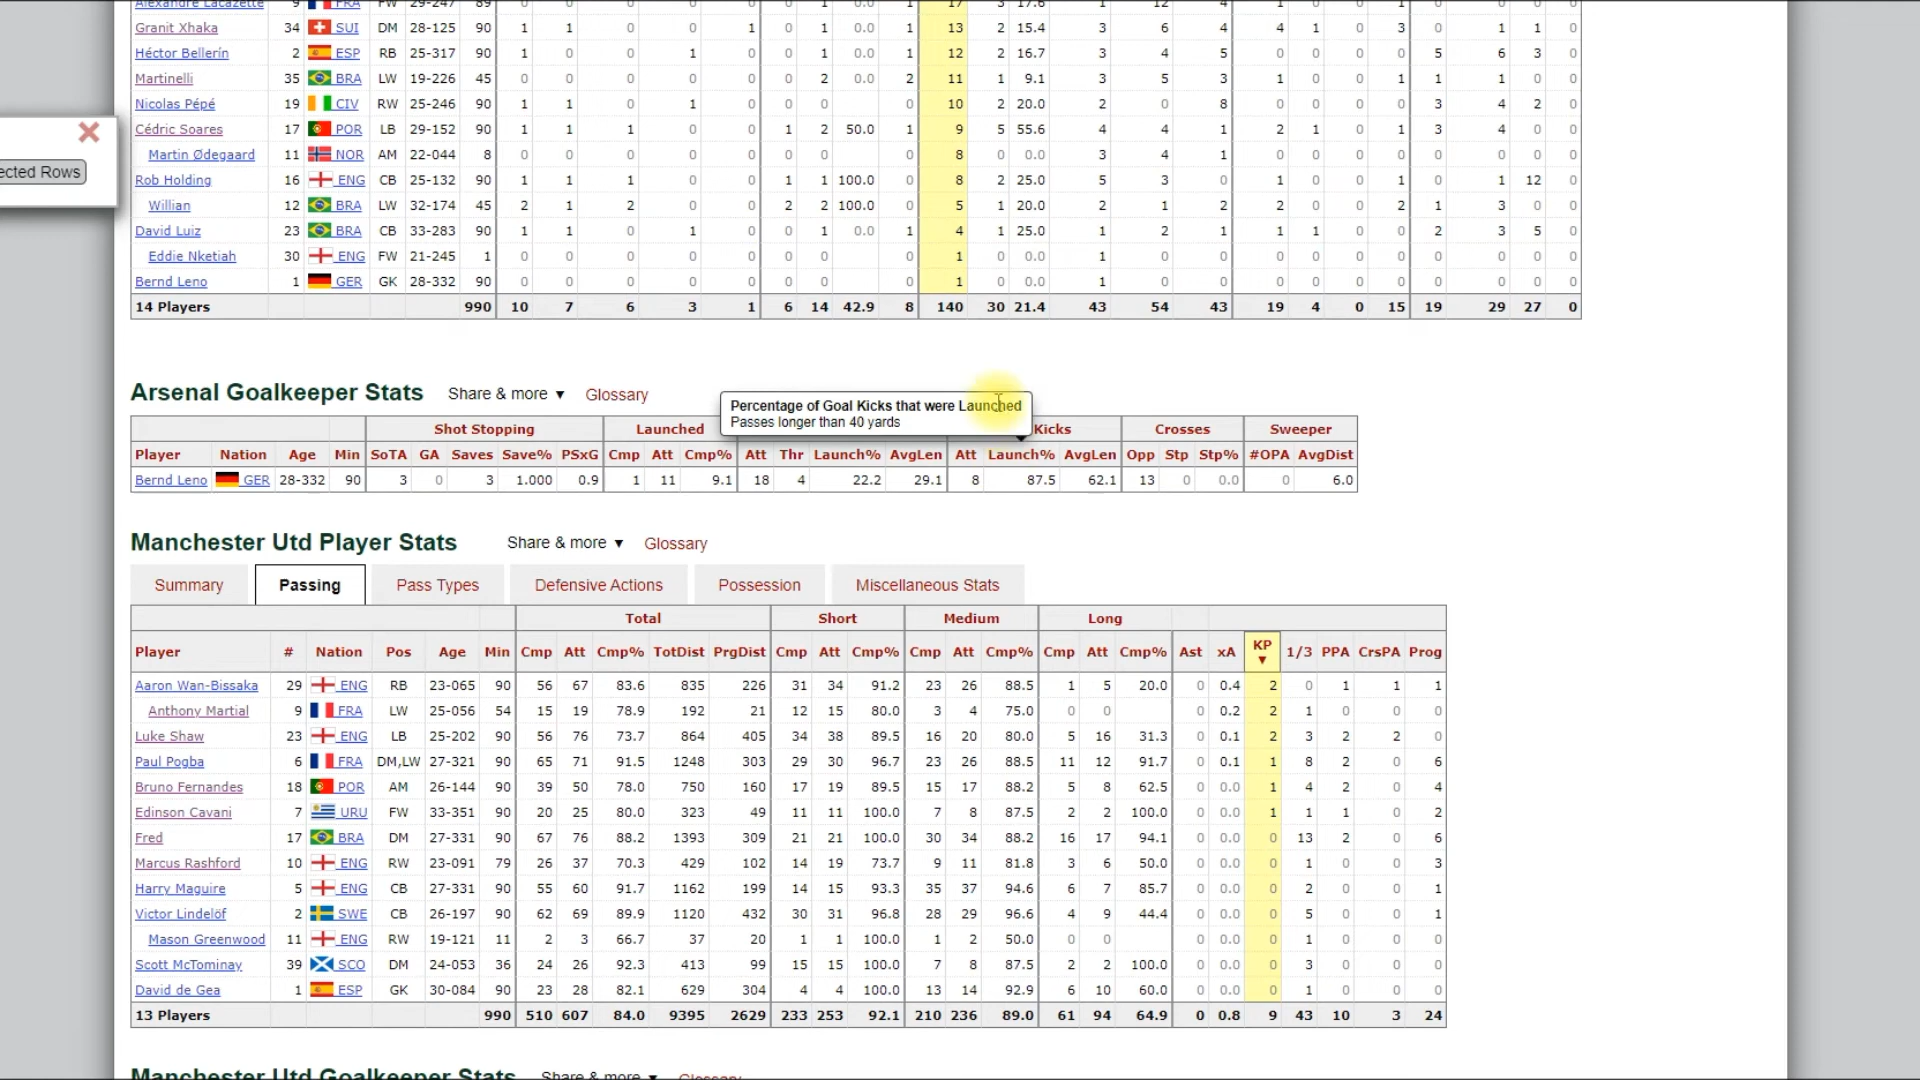 Alexandre Lacazette 9 FRA FW 29-247 89 1 0.0 1 17 3 17.6 1 12 4 1 0 0 1 0 0 0 0
Granit Xhaka 34 SUI DM 28-125 90 1 1 0 0 1 0 1 0.0 1 13 2 15.4 3 6 4 4 1 0 3 0 1 1 0
Héctor Bellerín 2 ESP RB 25-317 90 1 0 0 1 0 0 1 0.0 1 12 2 16.7 3 4 5 0 0 0 0 5 6 3 0
Martinelli 35 BRA LW 19-226 45 0 0 0 0 0 0 2 0.0 2 11 1 9.1 3 5 3 1 0 0 1 1 1 0 0
Nicolas Pépé 19 CIV RW 25-246 90 1 1 0 1 0 0 0 0 10 2 20.0 2 0 8 0 0 0 0 3 4 2 0
Cédric Soares 17 POR LB 29-152 90 1 1 1 0 0 1 2 50.0 1 9 5 55.6 4 4 1 2 1 0 1 3 4 0 0
Martin Ødegaard 11 NOR AM 22-044 8 0 0 0 0 0 0 0 0 8 0 0.0 3 4 1 0 0 0 0 0 0 0 0
Rob Holding 16 ENG CB 25-132 90 1 1 1 0 0 1 1 100.0 0 8 2 25.0 5 3 0 1 0 0 1 0 1 12 0
Willian 12 BRA LW 32-174 45 2 1 2 0 0 2 2 100.0 0 5 1 20.0 2 1 2 2 0 0 2 1 3 0 0
David Luiz 23 BRA CB 33-283 90 1 1 0 1 0 0 1 0.0 1 4 1 25.0 1 2 1 1 1 0 0 2 3 5 0
Eddie Nketiah 30 ENG FW 21-245 1 0 0 0 0 0 0 0 0 1 0 0.0 1 0 0 0 0 0 0 0 0 0 0
Bernd Leno 1 GER GK 28-332 90 0 0 0 0 0 0 0 0 1 0 0.0 1 0 0 0 0 0 0 0 0 0 0
14 Players 990 10 7 6 3 1 6 14 42.9 8 140 30 21.4 43 54 43 19 4 0 15 19 29 27 0
ected Rows
Arsenal Goalkeeper Stats Share & more ▼ Glossary
Percentage of Goal Kicks that were Launched
Passes longer than 40 yards
Shot Stopping Launched Kicks Crosses Sweeper
Player Nation Age Min SoTA GA Saves Save% PSxG Cmp Att Cmp% Att Thr Launch% AvgLen Att Launch% AvgLen Opp Stp Stp% #OPA AvgDist
Bernd Leno GER 28-332 90 3 0 3 1.000 0.9 1 11 9.1 18 4 22.2 29.1 8 87.5 62.1 13 0 0.0 0 6.0
Manchester Utd Player Stats Share & more ▼ Glossary
Summary Passing Pass Types Defensive Actions Possession Miscellaneous Stats
Total Short Medium Long
Player # Nation Pos Age Min Cmp Att Cmp% TotDist PrgDist Cmp Att Cmp% Cmp Att Cmp% Cmp Att Cmp% Ast xA KP ▼ 1/3 PPA CrsPA Prog
Aaron Wan-Bissaka 29 ENG RB 23-065 90 56 67 83.6 835 226 31 34 91.2 23 26 88.5 1 5 20.0 0 0.4 2 0 1 1 1
Anthony Martial 9 FRA LW 25-056 54 15 19 78.9 192 21 12 15 80.0 3 4 75.0 0 0 0 0.2 2 1 0 0 0
Luke Shaw 23 ENG LB 25-202 90 56 76 73.7 864 405 34 38 89.5 16 20 80.0 5 16 31.3 0 0.1 2 3 2 2 0
Paul Pogba 6 FRA DM,LW 27-321 90 65 71 91.5 1248 303 29 30 96.7 23 26 88.5 11 12 91.7 0 0.1 1 8 2 0 6
Bruno Fernandes 18 POR AM 26-144 90 39 50 78.0 750 160 17 19 89.5 15 17 88.2 5 8 62.5 0 0.0 1 4 2 0 4
Edinson Cavani 7 URU FW 33-351 90 20 25 80.0 323 49 11 11 100.0 7 8 87.5 2 2 100.0 0 0.0 1 1 1 0 2
Fred 17 BRA DM 27-331 90 67 76 88.2 1393 309 21 21 100.0 30 34 88.2 16 17 94.1 0 0.0 0 13 2 0 6
Marcus Rashford 10 ENG RW 23-091 79 26 37 70.3 429 102 14 19 73.7 9 11 81.8 3 6 50.0 0 0.0 0 1 0 0 3
Harry Maguire 5 ENG CB 27-331 90 55 60 91.7 1162 199 14 15 93.3 35 37 94.6 6 7 85.7 0 0.0 0 2 0 0 1
Victor Lindelöf 2 SWE CB 26-197 90 62 69 89.9 1120 432 30 31 96.8 28 29 96.6 4 9 44.4 0 0.0 0 5 0 0 1
Mason Greenwood 11 ENG RW 19-121 11 2 3 66.7 37 20 1 1 100.0 1 2 50.0 0 0 0 0.0 0 1 0 0 0
Scott McTominay 39 SCO DM 24-053 36 24 26 92.3 413 99 15 15 100.0 7 8 87.5 2 2 100.0 0 0.0 0 3 0 0 0
David de Gea 1 ESP GK 30-084 90 23 28 82.1 629 304 4 4 100.0 13 14 92.9 6 10 60.0 0 0.0 0 1 0 0 0
13 Players 990 510 607 84.0 9395 2629 233 253 92.1 210 236 89.0 61 94 64.9 0 0.8 9 43 10 3 24
Manchester Utd Goalkeeper Stats Share & more ▼ Glossary